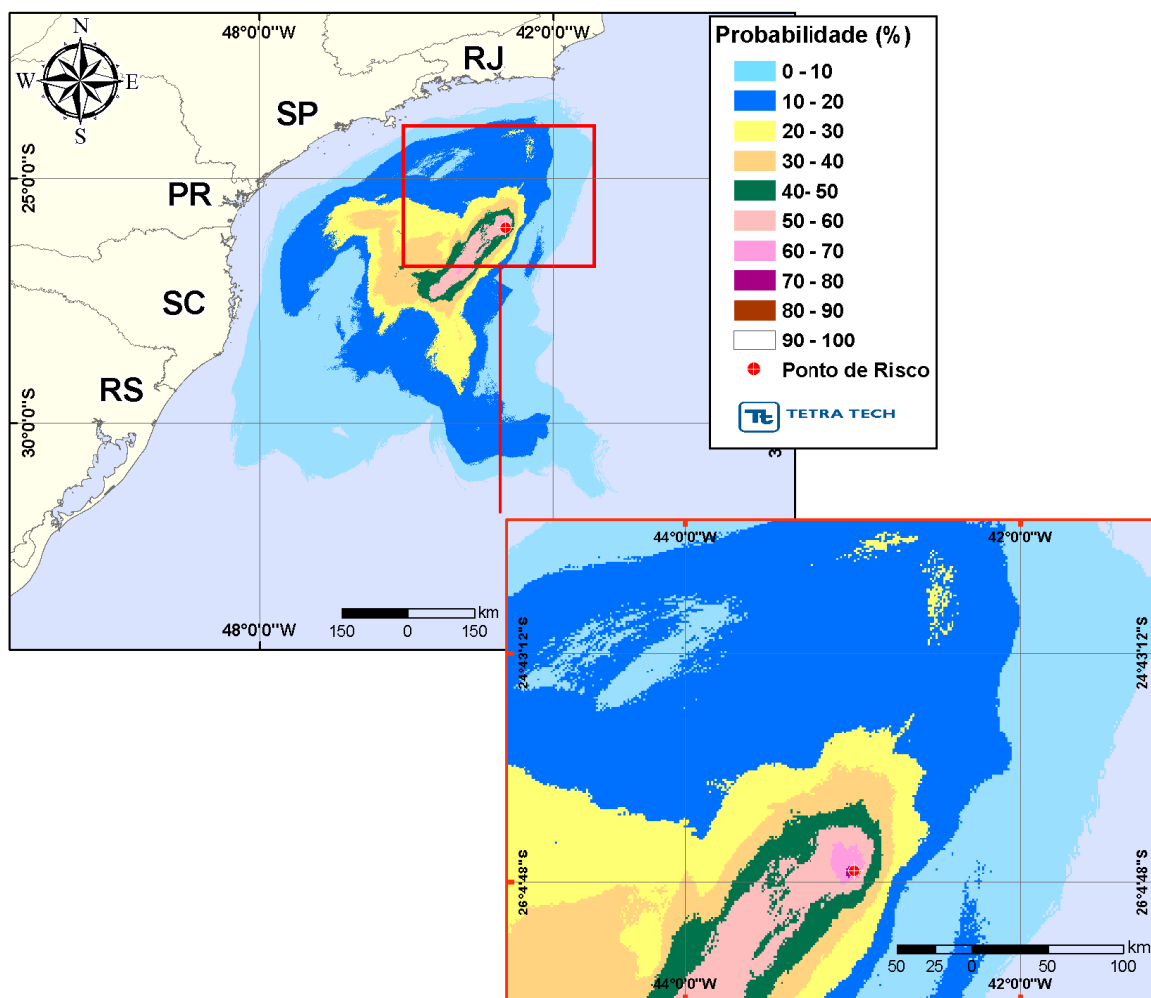 48°0'0"W
42°0'0"W
N
W
E
S
RJ
SP
PR
SC
RS
25°0'0"S
25°0'0"S
30°0'0"S
48°0'0"W
150
0
150
km
Probabilidade (%)
0 - 10
10 - 20
20 - 30
30 - 40
40- 50
50 - 60
60 - 70
70 - 80
80 - 90
90 - 100
Ponto de Risco
Tt TETRA TECH
44°0'0"W
42°0'0"W
24°43'12"S
24°43'12"S
26°4'48"S
26°4'48"S
50
25
0
50
100
km
44°0'0"W
42°0'0"W